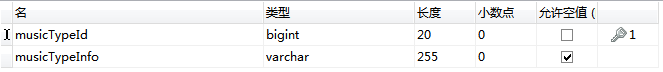 名 类型 长度 小数点 允许空值 (
musicTypeId bigint 20 0 1
musicTypeInfo varchar 255 0